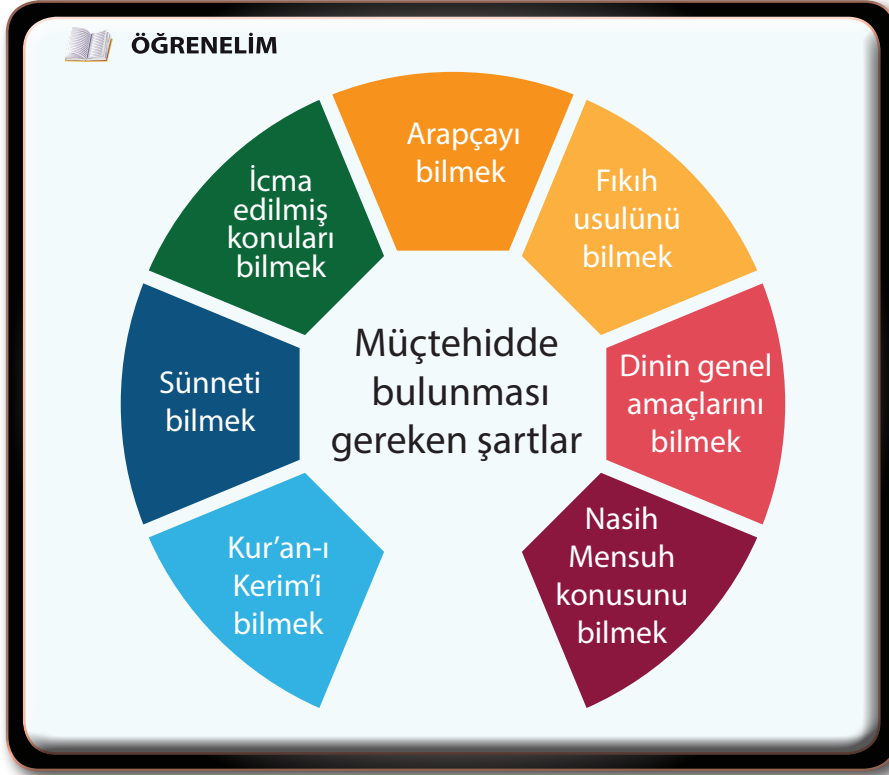 ÖĞRENELİM
Müçtehidde
bulunması
gereken şartlar
Kur'an-ı
Kerim'i
bilmek
Sünneti
bilmek
İcma
edilmiş
konuları
bilmek
Arapçayı
bilmek
Fıkıh
usulünü
bilmek
Dinin genel
amaçlarını
bilmek
Nasih
Mensuh
konusunu
bilmek